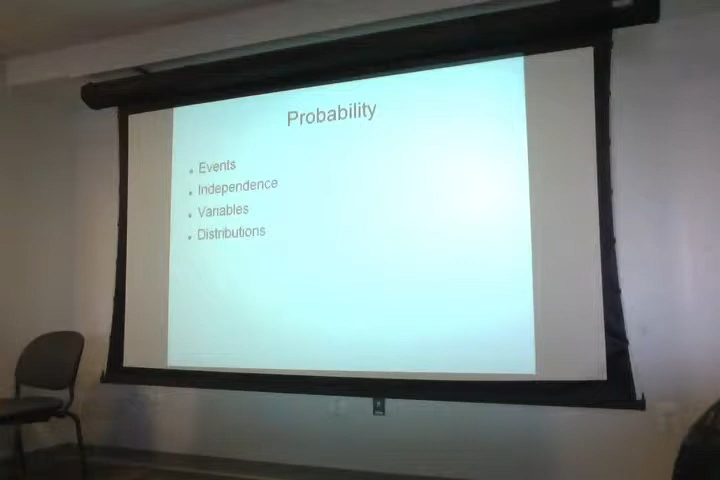 Probability
• Events
• Independence
• Variables
• Distributions